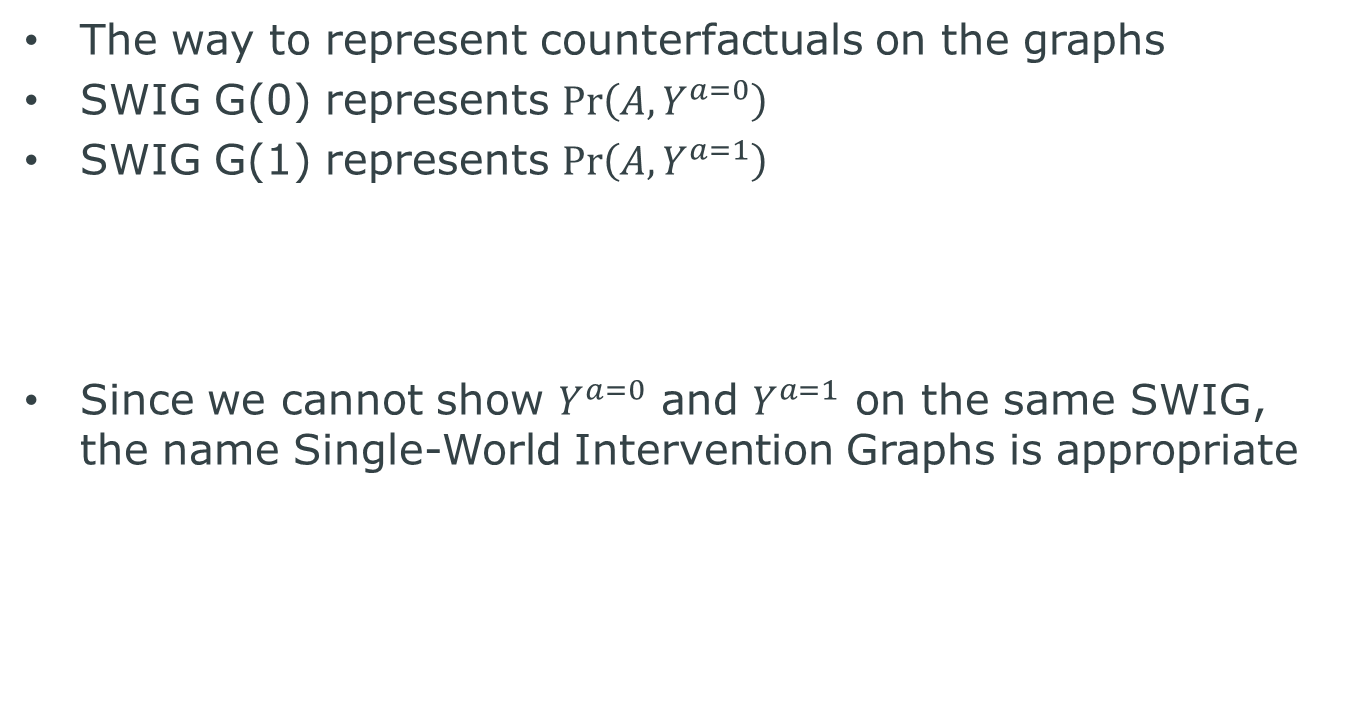 • The way to represent counterfactuals on the graphs
• SWIG G(0) represents Pr(A, Y^{a=0})
• SWIG G(1) represents Pr(A, Y^{a=1})
• Since we cannot show Y^{a=0} and Y^{a=1} on the same SWIG,
the name Single-World Intervention Graphs is appropriate